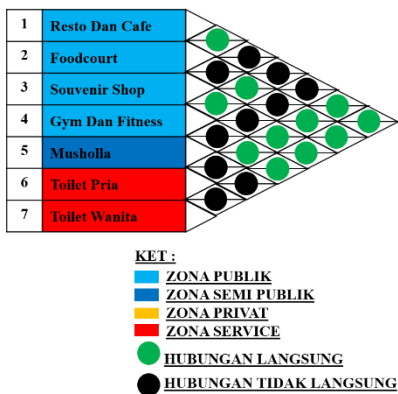 1 Resto Dan Cafe
2 Foodcourt
3 Souvenir Shop
4 Gym Dan Fitness
5 Musholla
6 Toilet Pria
7 Toilet Wanita
KET :
ZONA PUBLIK
ZONA SEMI PUBLIK
ZONA PRIVAT
ZONA SERVICE
HUBUNGAN LANGSUNG
HUBUNGAN TIDAK LANGSUNG